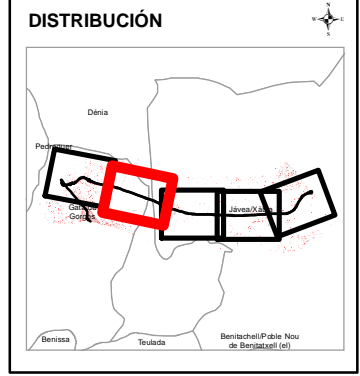 DISTRIBUCIÓN
N
W
E
S
Dénia
Pedreguer
Gata de
Gorgos
Jávea/Xàbia
Benissa
Teulada
Benitachell/Poble Nou
de Benitatxell (el)